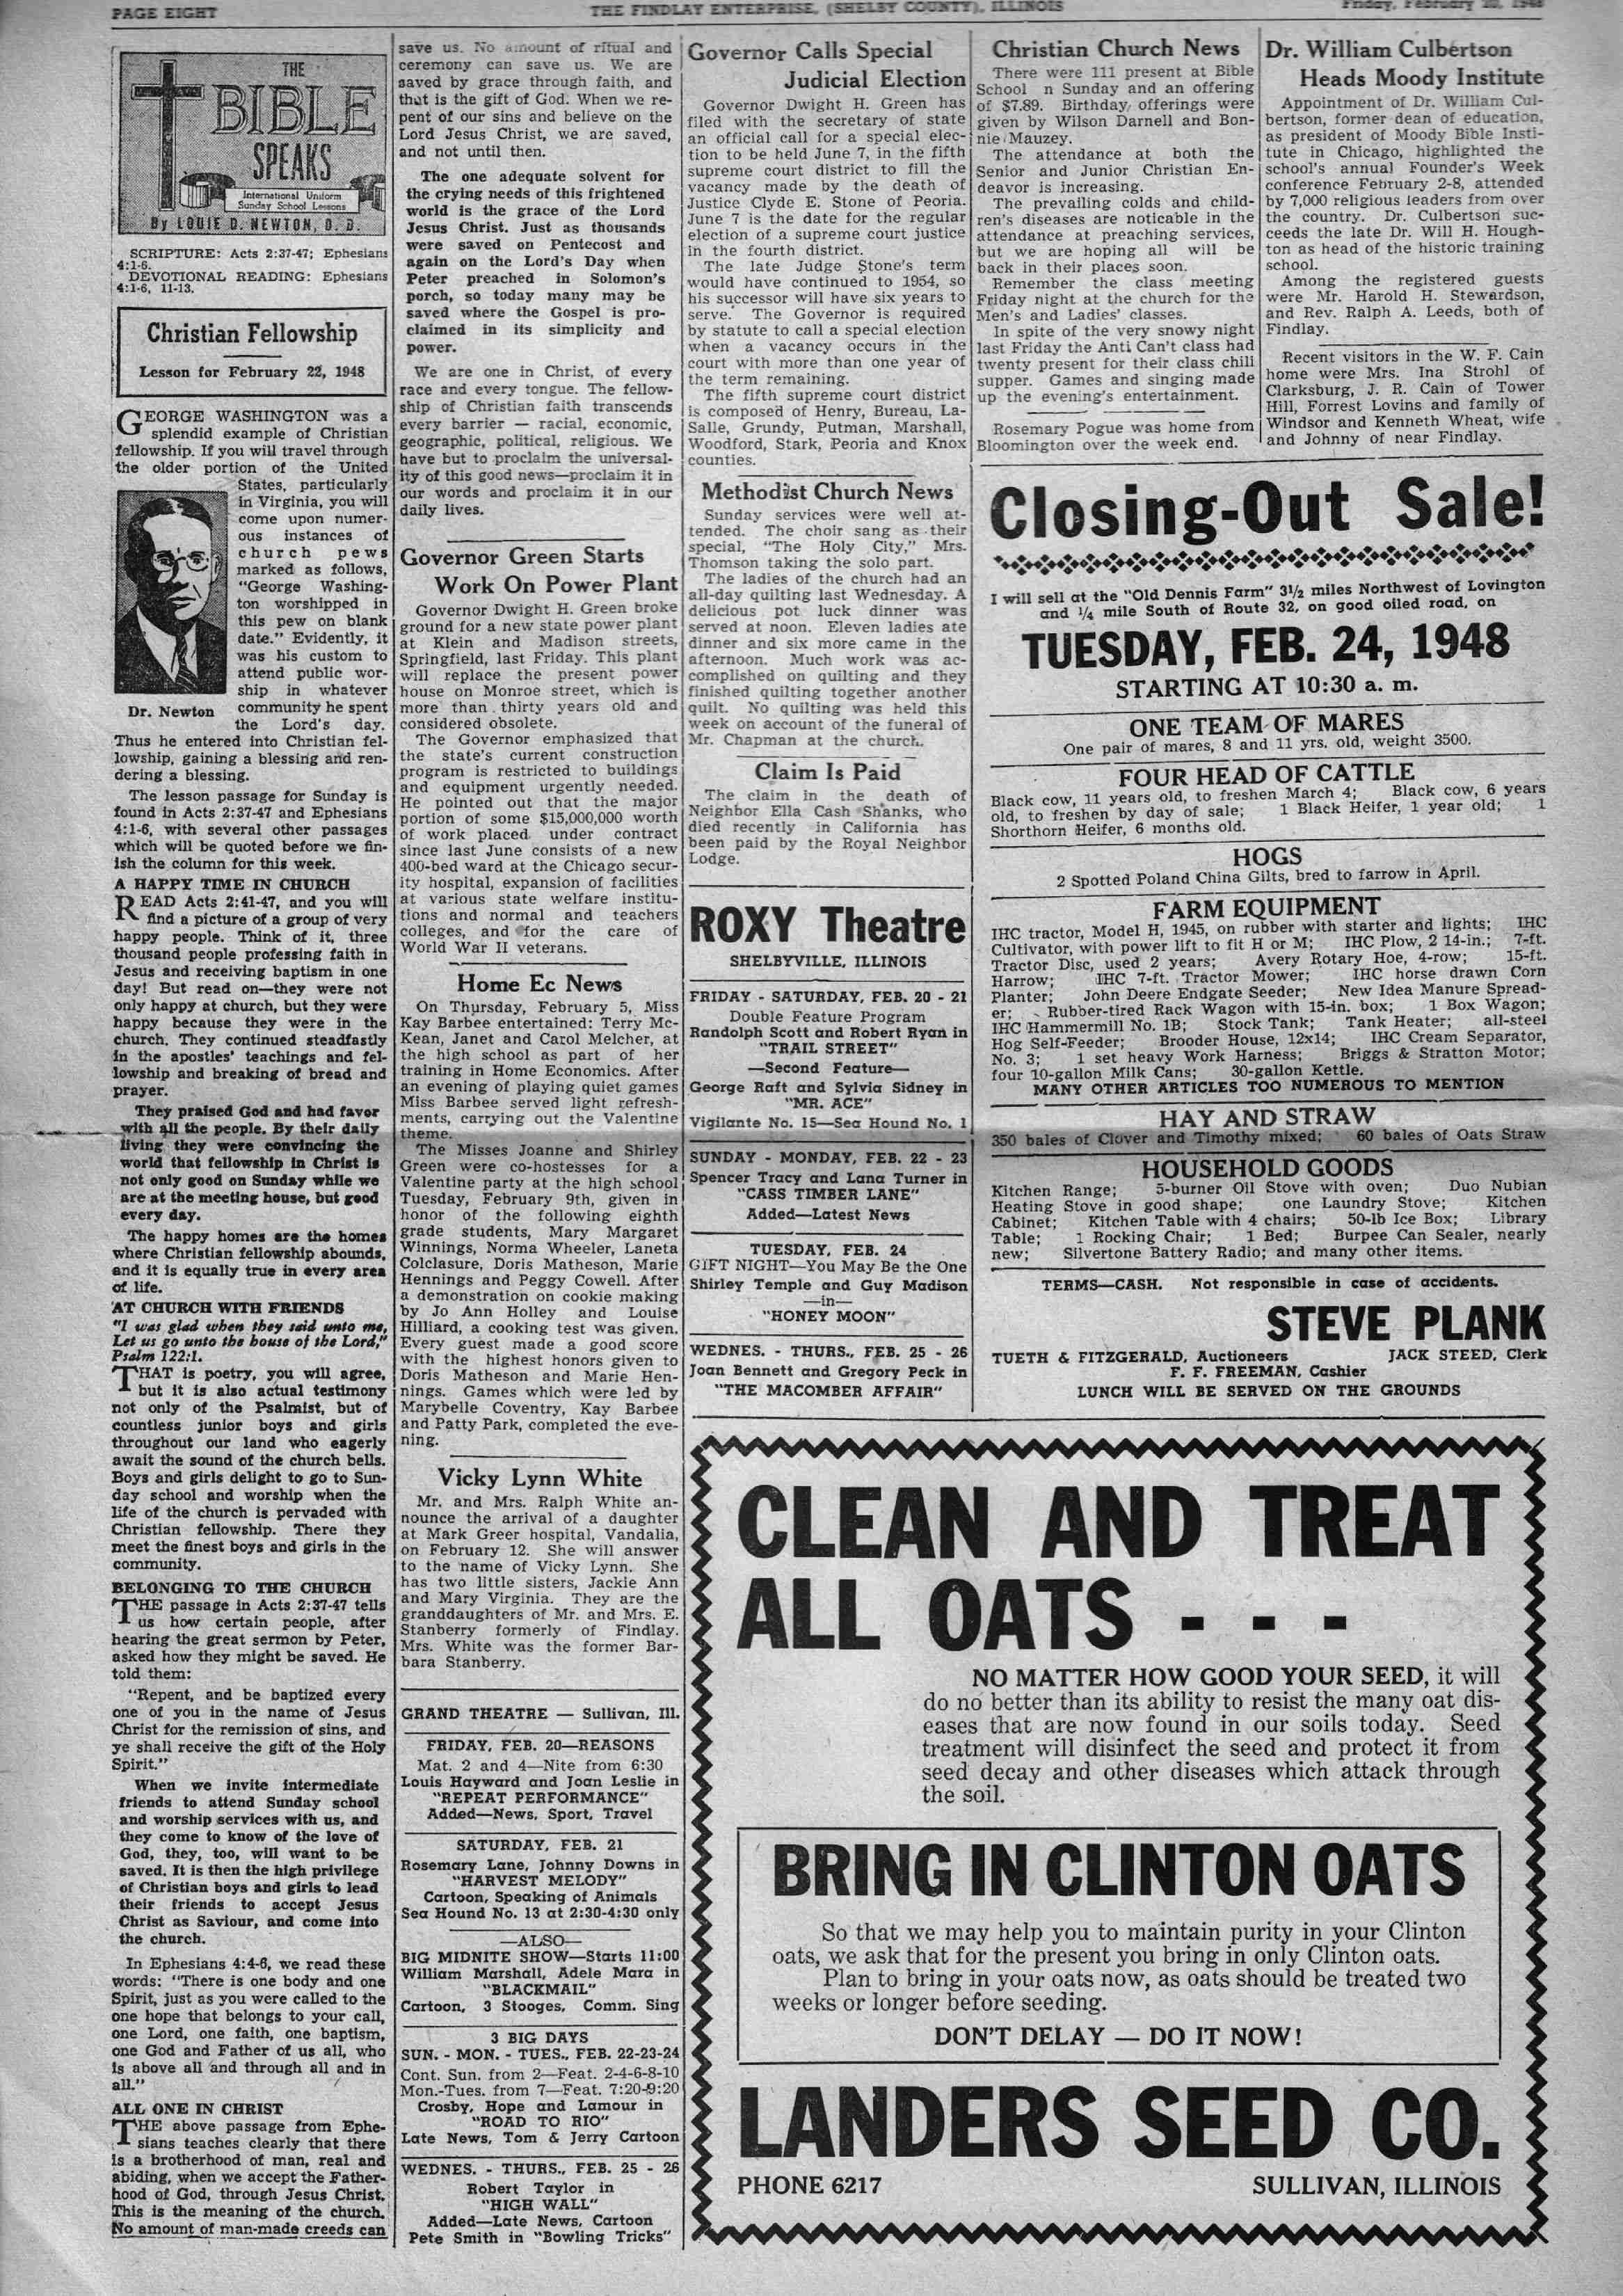 PAGE EIGHT
THE FINDLAY ENTERPRISE, (SHELBY COUNTY), ILLINOIS
Friday, February 20, 1948
THE
BIBLE
SPEAKS
International Uniform
Sunday School Lessons
By LOUIE D. NEWTON, D. D.
SCRIPTURE: Acts 2:37-47; Ephesians
4:1-6.
DEVOTIONAL READING: Ephesians
4:1-6, 11-13.
Christian Fellowship
Lesson for February 22, 1948
GEORGE WASHINGTON was a
splendid example of Christian
fellowship. If you will travel through
the older portion of the United
States, particularly
in Virginia, you will
come upon numer-
ous instances of
church pews
marked as follows,
"George Washing-
ton worshipped in
this pew on blank
date." Evidently, it
was his custom to
attend public wor-
ship in whatever
Dr. Newton
community he spent
the Lord's day.
Thus he entered into Christian fel-
lowship, gaining a blessing and ren-
dering a blessing.
The lesson passage for Sunday is
found in Acts 2:37-47 and Ephesians
4:1-6, with several other passages
which will be quoted before we fin-
ish the column for this week.
A HAPPY TIME IN CHURCH
READ Acts 2:41-47, and you will
find a picture of a group of very
happy people. Think of it, three
thousand people professing faith in
Jesus and receiving baptism in one
day! But read on—they were not
only happy at church, but they were
happy because they were in the
church. They continued steadfastly
in the apostles' teachings and fel-
lowship and breaking of bread and
prayer.
They praised God and had favor
with all the people. By their daily
living they were convincing the
world that fellowship in Christ is
not only good on Sunday while we
are at the meeting house, but good
every day.
The happy homes are the homes
where Christian fellowship abounds,
and it is equally true in every area
of life.
AT CHURCH WITH FRIENDS
"I was glad when they said unto me,
Let us go unto the house of the Lord,"
Psalm 122:1.
THAT is poetry, you will agree,
but it is also actual testimony
not only of the Psalmist, but of
countless junior boys and girls
throughout our land who eagerly
await the sound of the church bells.
Boys and girls delight to go to Sun-
day school and worship when the
life of the church is pervaded with
Christian fellowship. There they
meet the finest boys and girls in the
community.
BELONGING TO THE CHURCH
THE passage in Acts 2:37-47 tells
us how certain people, after
hearing the great sermon by Peter,
asked how they might be saved. He
told them:
"Repent, and be baptized every
one of you in the name of Jesus
Christ for the remission of sins, and
ye shall receive the gift of the Holy
Spirit."
When we invite intermediate
friends to attend Sunday school
and worship services with us, and
they come to know of the love of
God, they, too, will want to be
saved. It is then the high privilege
of Christian boys and girls to lead
their friends to accept Jesus
Christ as Saviour, and come into
the church.
In Ephesians 4:4-6, we read these
words: "There is one body and one
Spirit, just as you were called to the
one hope that belongs to your call,
one Lord, one faith, one baptism,
one God and Father of us all, who
is above all and through all and in
all."
ALL ONE IN CHRIST
THE above passage from Ephe-
sians teaches clearly that there
is a brotherhood of man, real and
abiding, when we accept the Father-
hood of God, through Jesus Christ.
This is the meaning of the church.
No amount of man-made creeds can
save us. No amount of ritual and
ceremony can save us. We are
saved by grace through faith, and
that is the gift of God. When we re-
pent of our sins and believe on the
Lord Jesus Christ, we are saved,
and not until then.
The one adequate solvent for
the crying needs of this frightened
world is the grace of the Lord
Jesus Christ. Just as thousands
were saved on Pentecost and
again on the Lord's Day when
Peter preached in Solomon's
porch, so today many may be
saved where the Gospel is pro-
claimed in its simplicity and
power.
We are one in Christ, of every
race and every tongue. The fellow-
ship of Christian faith transcends
every barrier — racial, economic,
geographic, political, religious. We
have but to proclaim the universal-
ity of this good news—proclaim it in
our words and proclaim it in our
daily lives.
Governor Green Starts
Work On Power Plant
Governor Dwight H. Green broke
ground for a new state power plant
at Klein and Madison streets,
Springfield, last Friday. This plant
will replace the present power
house on Monroe street, which is
more than thirty years old and
considered obsolete.
The Governor emphasized that
the state's current construction
program is restricted to buildings
and equipment urgently needed.
He pointed out that the major
portion of some $15,000,000 worth
of work placed under contract
since last June consists of a new
400-bed ward at the Chicago secur-
ity hospital, expansion of facilities
at various state welfare institu-
tions and normal and teachers
colleges, and for the care of
World War II veterans.
Home Ec News
On Thursday, February 5, Miss
Kay Barbee entertained: Terry Mc-
Kean, Janet and Carol Melcher, at
the high school as part of her
training in Home Economics. After
an evening of playing quiet games
Miss Barbee served light refresh-
ments, carrying out the Valentine
theme.
The Misses Joanne and Shirley
Green were co-hostesses for a
Valentine party at the high school
Tuesday, February 9th, given in
honor of the following eighth
grade students, Mary Margaret
Winnings, Norma Wheeler, Laneta
Colclasure, Doris Matheson, Marie
Hennings and Peggy Cowell. After
a demonstration on cookie making
by Jo Ann Holley and Louise
Hilliard, a cooking test was given.
Every guest made a good score
with the highest honors given to
Doris Matheson and Marie Hen-
nings. Games which were led by
Marybelle Coventry, Kay Barbee
and Patty Park, completed the eve-
ning.
Vicky Lynn White
Mr. and Mrs. Ralph White an-
nounce the arrival of a daughter
at Mark Greer hospital, Vandalia,
on February 12. She will answer
to the name of Vicky Lynn. She
has two little sisters, Jackie Ann
and Mary Virginia. They are the
granddaughters of Mr. and Mrs. E.
Stanberry formerly of Findlay.
Mrs. White was the former Bar-
bara Stanberry.
GRAND THEATRE — Sullivan, Ill.
FRIDAY, FEB. 20—REASONS
Mat. 2 and 4—Nite from 6:30
Louis Hayward and Joan Leslie in
"REPEAT PERFORMANCE"
Added—News, Sport, Travel
SATURDAY, FEB. 21
Rosemary Lane, Johnny Downs in
"HARVEST MELODY"
Cartoon, Speaking of Animals
Sea Hound No. 13 at 2:30-4:30 only
—ALSO—
BIG MIDNITE SHOW—Starts 11:00
William Marshall, Adele Mara in
"BLACKMAIL"
Cartoon, 3 Stooges, Comm. Sing
3 BIG DAYS
SUN. - MON. - TUES., FEB. 22-23-24
Cont. Sun. from 2—Feat. 2-4-6-8-10
Mon.-Tues. from 7—Feat. 7:20-9:20
Crosby, Hope and Lamour in
"ROAD TO RIO"
Late News, Tom & Jerry Cartoon
WEDNES. - THURS., FEB. 25 - 26
Robert Taylor in
"HIGH WALL"
Added—Late News, Cartoon
Pete Smith in "Bowling Tricks"
Governor Calls Special
Judicial Election
Governor Dwight H. Green has
filed with the secretary of state
an official call for a special elec-
tion to be held June 7, in the fifth
supreme court district to fill the
vacancy made by the death of
Justice Clyde E. Stone of Peoria.
June 7 is the date for the regular
election of a supreme court justice
in the fourth district.
The late Judge Stone's term
would have continued to 1954, so
his successor will have six years to
serve. The Governor is required
by statute to call a special election
when a vacancy occurs in the
court with more than one year of
the term remaining.
The fifth supreme court district
is composed of Henry, Bureau, La-
Salle, Grundy, Putman, Marshall,
Woodford, Stark, Peoria and Knox
counties.
Methodist Church News
Sunday services were well at-
tended. The choir sang as their
special, "The Holy City," Mrs.
Thomson taking the solo part.
The ladies of the church had an
all-day quilting last Wednesday. A
delicious pot luck dinner was
served at noon. Eleven ladies ate
dinner and six more came in the
afternoon. Much work was ac-
complished on quilting and they
finished quilting together another
quilt. No quilting was held this
week on account of the funeral of
Mr. Chapman at the church.
Claim Is Paid
The claim in the death of
Neighbor Ella Cash Shanks, who
died recently in California has
been paid by the Royal Neighbor
Lodge.
ROXY Theatre
SHELBYVILLE, ILLINOIS
FRIDAY - SATURDAY, FEB. 20 - 21
Double Feature Program
Randolph Scott and Robert Ryan in
"TRAIL STREET"
—Second Feature—
George Raft and Sylvia Sidney in
"MR. ACE"
Vigilante No. 15—Sea Hound No. 1
SUNDAY - MONDAY, FEB. 22 - 23
Spencer Tracy and Lana Turner in
"CASS TIMBER LANE"
Added—Latest News
TUESDAY, FEB. 24
GIFT NIGHT—You May Be the One
Shirley Temple and Guy Madison
—in—
"HONEY MOON"
WEDNES. - THURS., FEB. 25 - 26
Joan Bennett and Gregory Peck in
"THE MACOMBER AFFAIR"
Christian Church News
There were 111 present at Bible
School n Sunday and an offering
of $7.89. Birthday offerings were
given by Wilson Darnell and Bon-
nie Mauzey.
The attendance at both the
Senior and Junior Christian En-
deavor is increasing.
The prevailing colds and child-
ren's diseases are noticable in the
attendance at preaching services,
but we are hoping all will be
back in their places soon.
Remember the class meeting
Friday night at the church for the
Men's and Ladies' classes.
In spite of the very snowy night
last Friday the Anti Can't class had
twenty present for their class chili
supper. Games and singing made
up the evening's entertainment.
Rosemary Pogue was home from
Bloomington over the week end.
Dr. William Culbertson
Heads Moody Institute
Appointment of Dr. William Cul-
bertson, former dean of education,
as president of Moody Bible Insti-
tute in Chicago, highlighted the
school's annual Founder's Week
conference February 2-8, attended
by 7,000 religious leaders from over
the country. Dr. Culbertson suc-
ceeds the late Dr. Will H. Hough-
ton as head of the historic training
school.
Among the registered guests
were Mr. Harold H. Stewardson,
and Rev. Ralph A. Leeds, both of
Findlay.
Recent visitors in the W. F. Cain
home were Mrs. Ina Strohl of
Clarksburg, J. R. Cain of Tower
Hill, Forrest Lovins and family of
Windsor and Kenneth Wheat, wife
and Johnny of near Findlay.
Closing-Out Sale!
I will sell at the "Old Dennis Farm" 3½ miles Northwest of Lovington
and ¼ mile South of Route 32, on good oiled road, on
TUESDAY, FEB. 24, 1948
STARTING AT 10:30 a. m.
ONE TEAM OF MARES
One pair of mares, 8 and 11 yrs. old, weight 3500.
FOUR HEAD OF CATTLE
Black cow, 11 years old, to freshen March 4; Black cow, 6 years
old, to freshen by day of sale; 1 Black Heifer, 1 year old; 1
Shorthorn Heifer, 6 months old.
HOGS
2 Spotted Poland China Gilts, bred to farrow in April.
FARM EQUIPMENT
IHC tractor, Model H, 1945, on rubber with starter and lights; IHC
Cultivator, with power lift to fit H or M; IHC Plow, 2 14-in.; 7-ft.
Tractor Disc, used 2 years; Avery Rotary Hoe, 4-row; 15-ft.
Harrow; IHC 7-ft. Tractor Mower; IHC horse drawn Corn
Planter; John Deere Endgate Seeder; New Idea Manure Spread-
er; Rubber-tired Rack Wagon with 15-in. box; 1 Box Wagon;
IHC Hammermill No. 1B; Stock Tank; Tank Heater; all-steel
Hog Self-Feeder; Brooder House, 12x14; IHC Cream Separator,
No. 3; 1 set heavy Work Harness; Briggs & Stratton Motor;
four 10-gallon Milk Cans; 30-gallon Kettle.
MANY OTHER ARTICLES TOO NUMEROUS TO MENTION
HAY AND STRAW
350 bales of Clover and Timothy mixed; 60 bales of Oats Straw
HOUSEHOLD GOODS
Kitchen Range; 5-burner Oil Stove with oven; Duo Nubian
Heating Stove in good shape; one Laundry Stove; Kitchen
Cabinet; Kitchen Table with 4 chairs; 50-lb Ice Box; Library
Table; 1 Rocking Chair; 1 Bed; Burpee Can Sealer, nearly
new; Silvertone Battery Radio; and many other items.
TERMS—CASH. Not responsible in case of accidents.
STEVE PLANK
TUETH & FITZGERALD, Auctioneers JACK STEED, Clerk
F. F. FREEMAN, Cashier
LUNCH WILL BE SERVED ON THE GROUNDS
CLEAN AND TREAT
ALL OATS - - -
NO MATTER HOW GOOD YOUR SEED, it will
do no better than its ability to resist the many oat dis-
eases that are now found in our soils today. Seed
treatment will disinfect the seed and protect it from
seed decay and other diseases which attack through
the soil.
BRING IN CLINTON OATS
So that we may help you to maintain purity in your Clinton
oats, we ask that for the present you bring in only Clinton oats.
Plan to bring in your oats now, as oats should be treated two
weeks or longer before seeding.
DON'T DELAY — DO IT NOW!
LANDERS SEED CO.
PHONE 6217 SULLIVAN, ILLINOIS